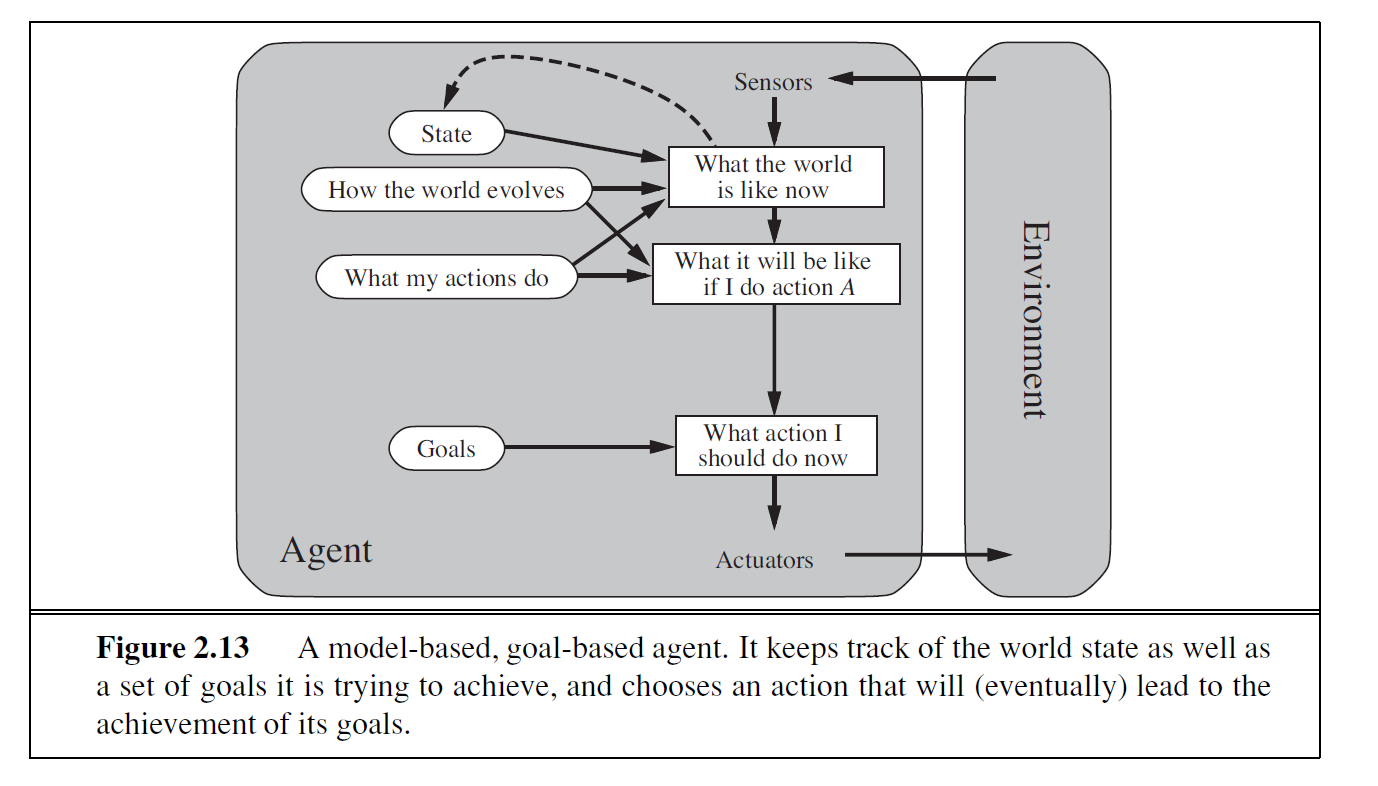 Sensors
State
What the world
is like now
How the world evolves
What my actions do
What it will be like
if I do action A
Goals
What action I
should do now
Agent
Actuators
Environment
Figure 2.13 A model-based, goal-based agent. It keeps track of the world state as well as
a set of goals it is trying to achieve, and chooses an action that will (eventually) lead to the
achievement of its goals.